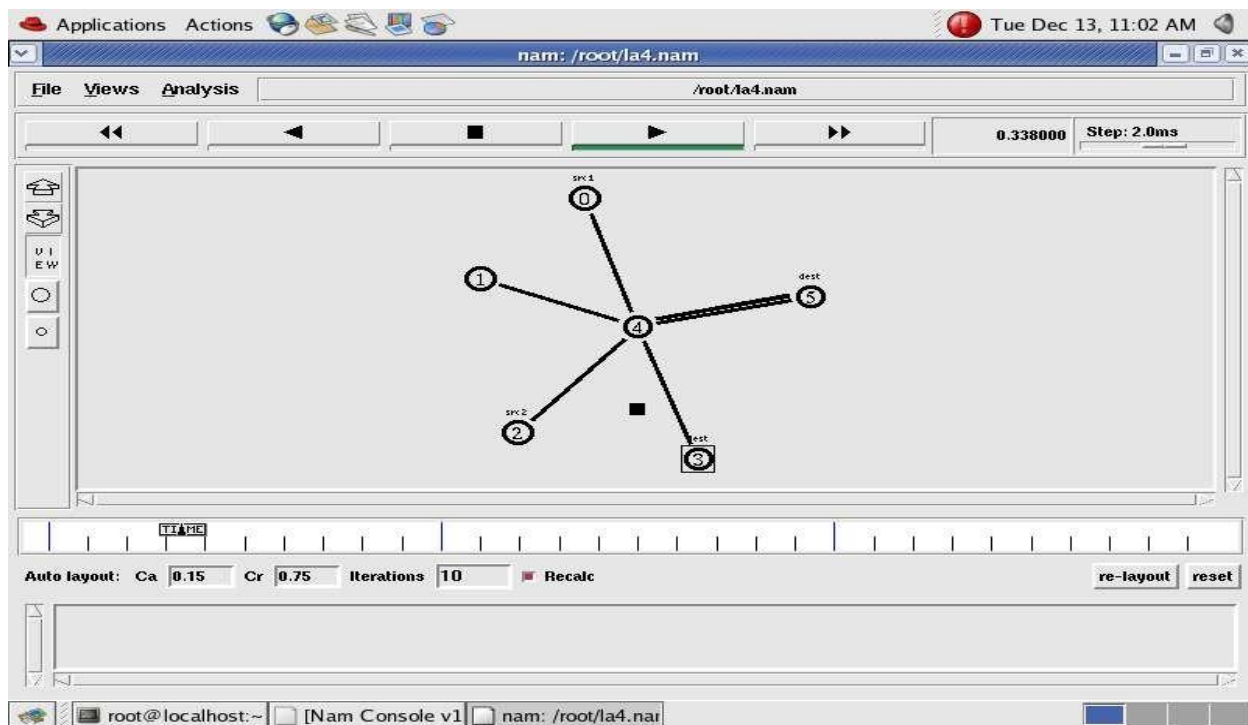 Applications Actions Tue Dec 13, 11:02 AM
nam: /root/la4.nam
File Views Analysis /root/la4.nam
0.338000 Step: 2.0ms
V I
E W
src1
0
1
dest
5
4
src2
2
dest
3
TIME
Auto layout: Ca 0.15 Cr 0.75 Iterations 10 Recalc re-layout reset
root@localhost:~ [Nam Console v1 nam: /root/la4.nar